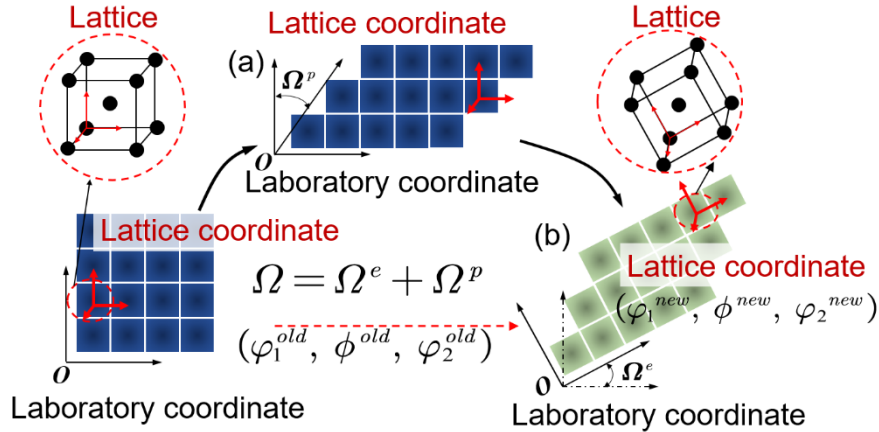 Lattice
Lattice coordinate
Lattice
(a)
Ω^p
O
Laboratory coordinate
Lattice coordinate
(b)
Ω = Ω^e + Ω^p
Lattice coordinate
(φ₁^old, ϕ^old, φ₂^old)
(φ₁^new, ϕ^new, φ₂^new)
O
O
Ω^e
Laboratory coordinate
Laboratory coordinate